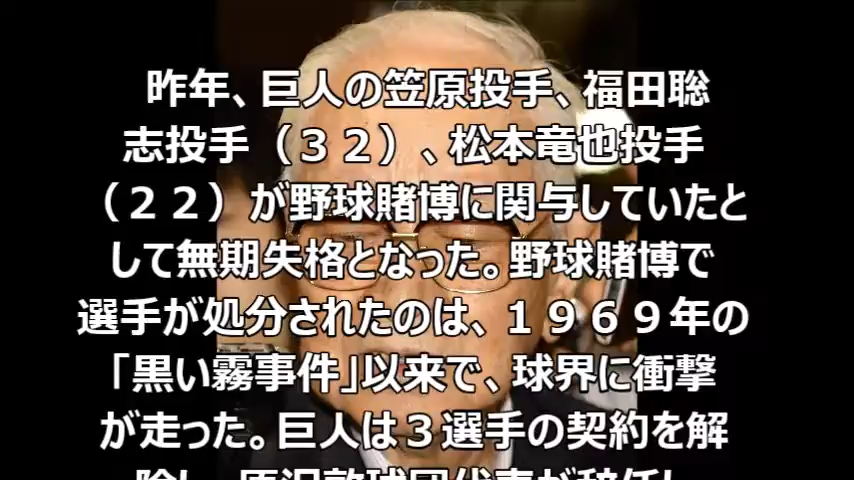 昨年、巨人の笠原投手、福田聡
志投手（３２）、松本竜也投手
（２２）が野球賭博に関与していたと
して無期失格となった。野球賭博で
選手が処分されたのは、１９６９年の
「黒い霧事件」以来で、球界に衝撃
が走った。巨人は３選手の契約を解